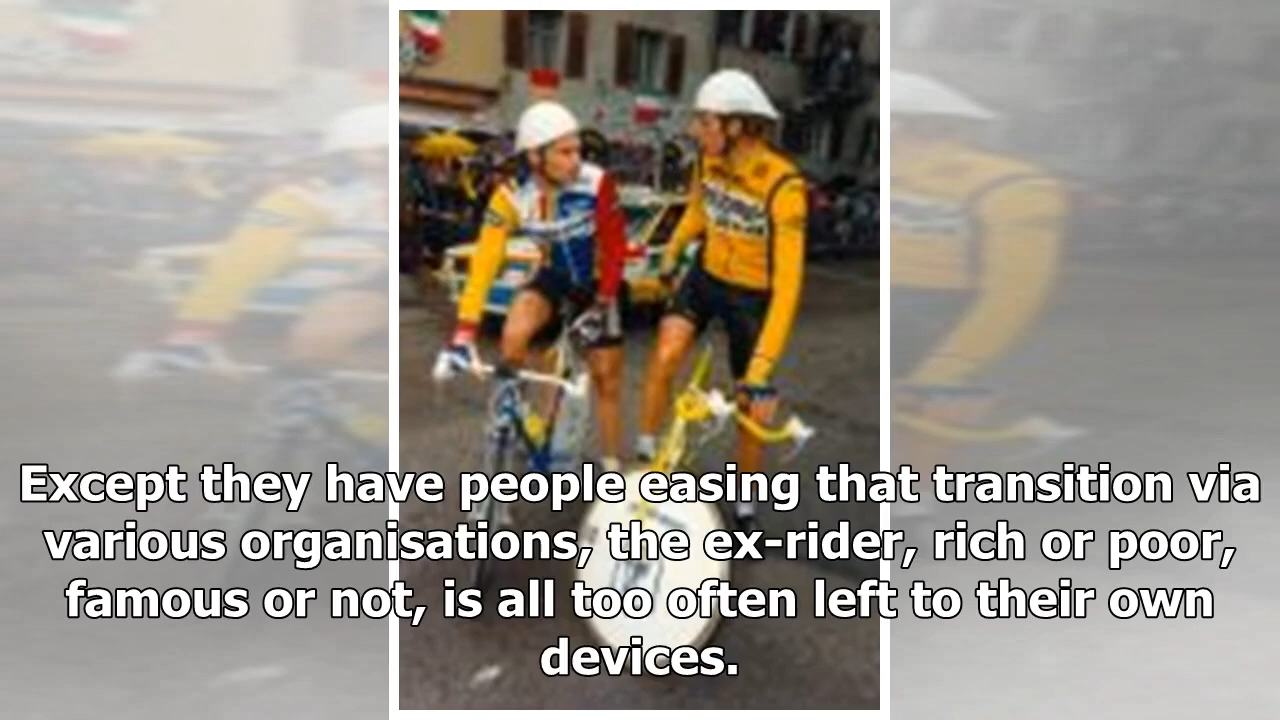 Except they have people easing that transition via
various organisations, the ex-rider, rich or poor,
famous or not, is all too often left to their own
devices.